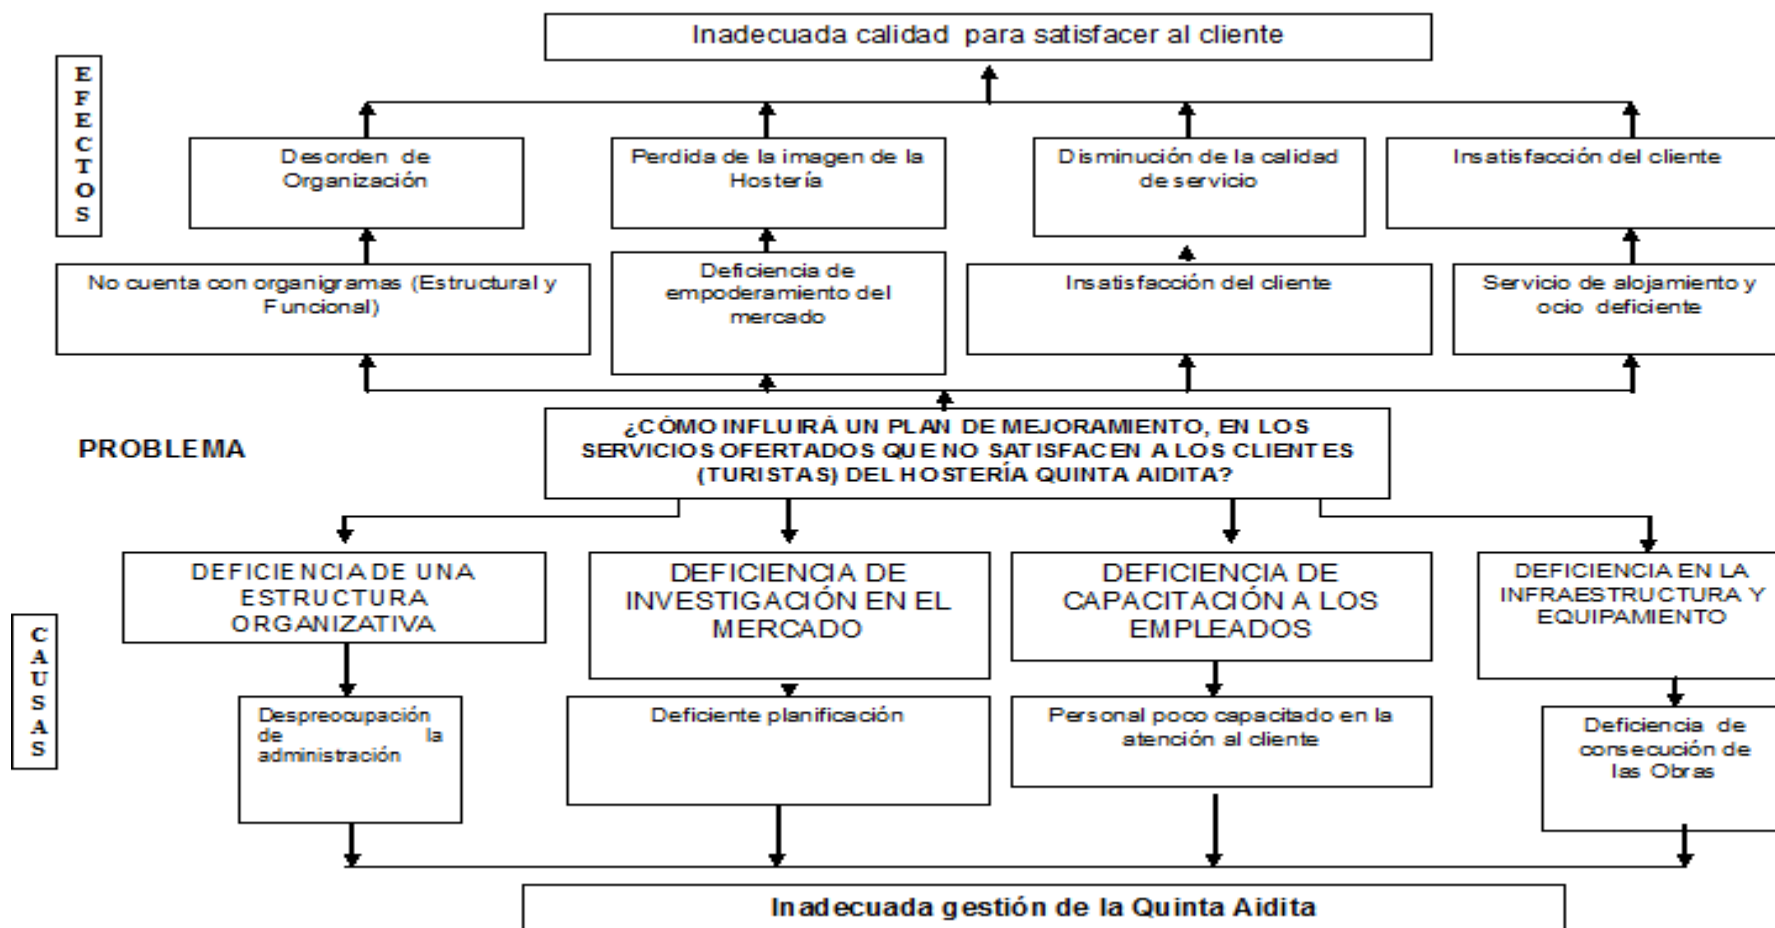 Inadecuada calidad para satisfacer al cliente
EFECTOS
Desorden de
Organización
Perdida de la imagen de la
Hostería
Disminución de la calidad
de servicio
Insatisfacción del cliente
No cuenta con organigramas (Estructural y
Funcional)
Deficiencia de
empoderamiento del
mercado
Insatisfacción del cliente
Servicio de alojamiento y
ocio deficiente
PROBLEMA
¿CÓMO INFLUIRÁ UN PLAN DE MEJORAMIENTO, EN LOS
SERVICIOS OFERTADOS QUE NO SATISFACEN A LOS CLIENTES
(TURISTAS) DEL HOSTERÍA QUINTA AIDITA?
CAUSAS
DEFICIENCIA DE UNA
ESTRUCTURA
ORGANIZATIVA
DEFICIENCIA DE
INVESTIGACIÓN EN EL
MERCADO
DEFICIENCIA DE
CAPACITACIÓN A LOS
EMPLEADOS
DEFICIENCIA EN LA
INFRAESTRUCTURA Y
EQUIPAMIENTO
Despreocupación
de la
administración
Deficiente planificación
Personal poco capacitado en la
atención al cliente
Deficiencia de
consecución de
las Obras
Inadecuada gestión de la Quinta Aidita